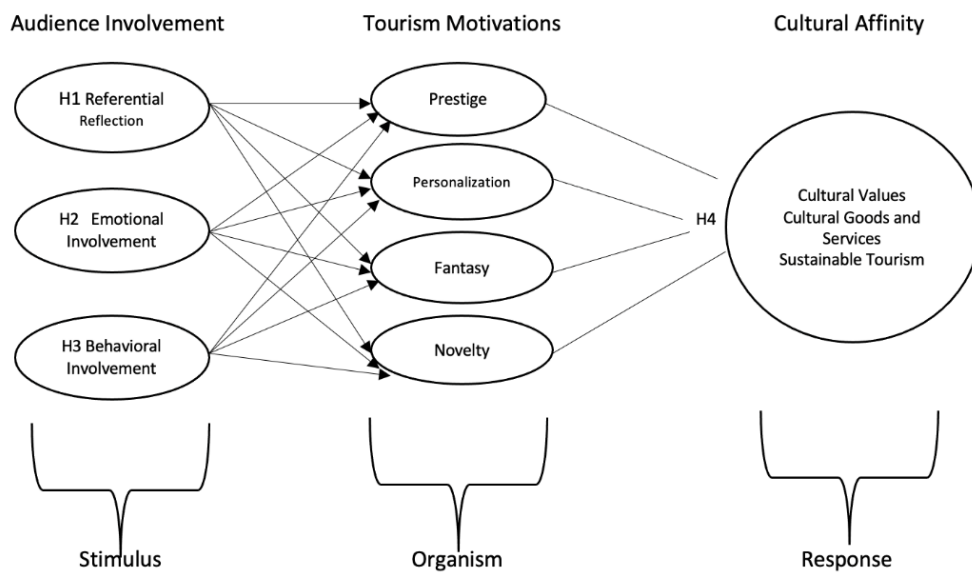 Audience Involvement
Tourism Motivations
Cultural Affinity
H1 Referential
Reflection
H2 Emotional
Involvement
H3 Behavioral
Involvement
Prestige
Personalization
Fantasy
Novelty
H4
Cultural Values
Cultural Goods and
Services
Sustainable Tourism
Stimulus
Organism
Response